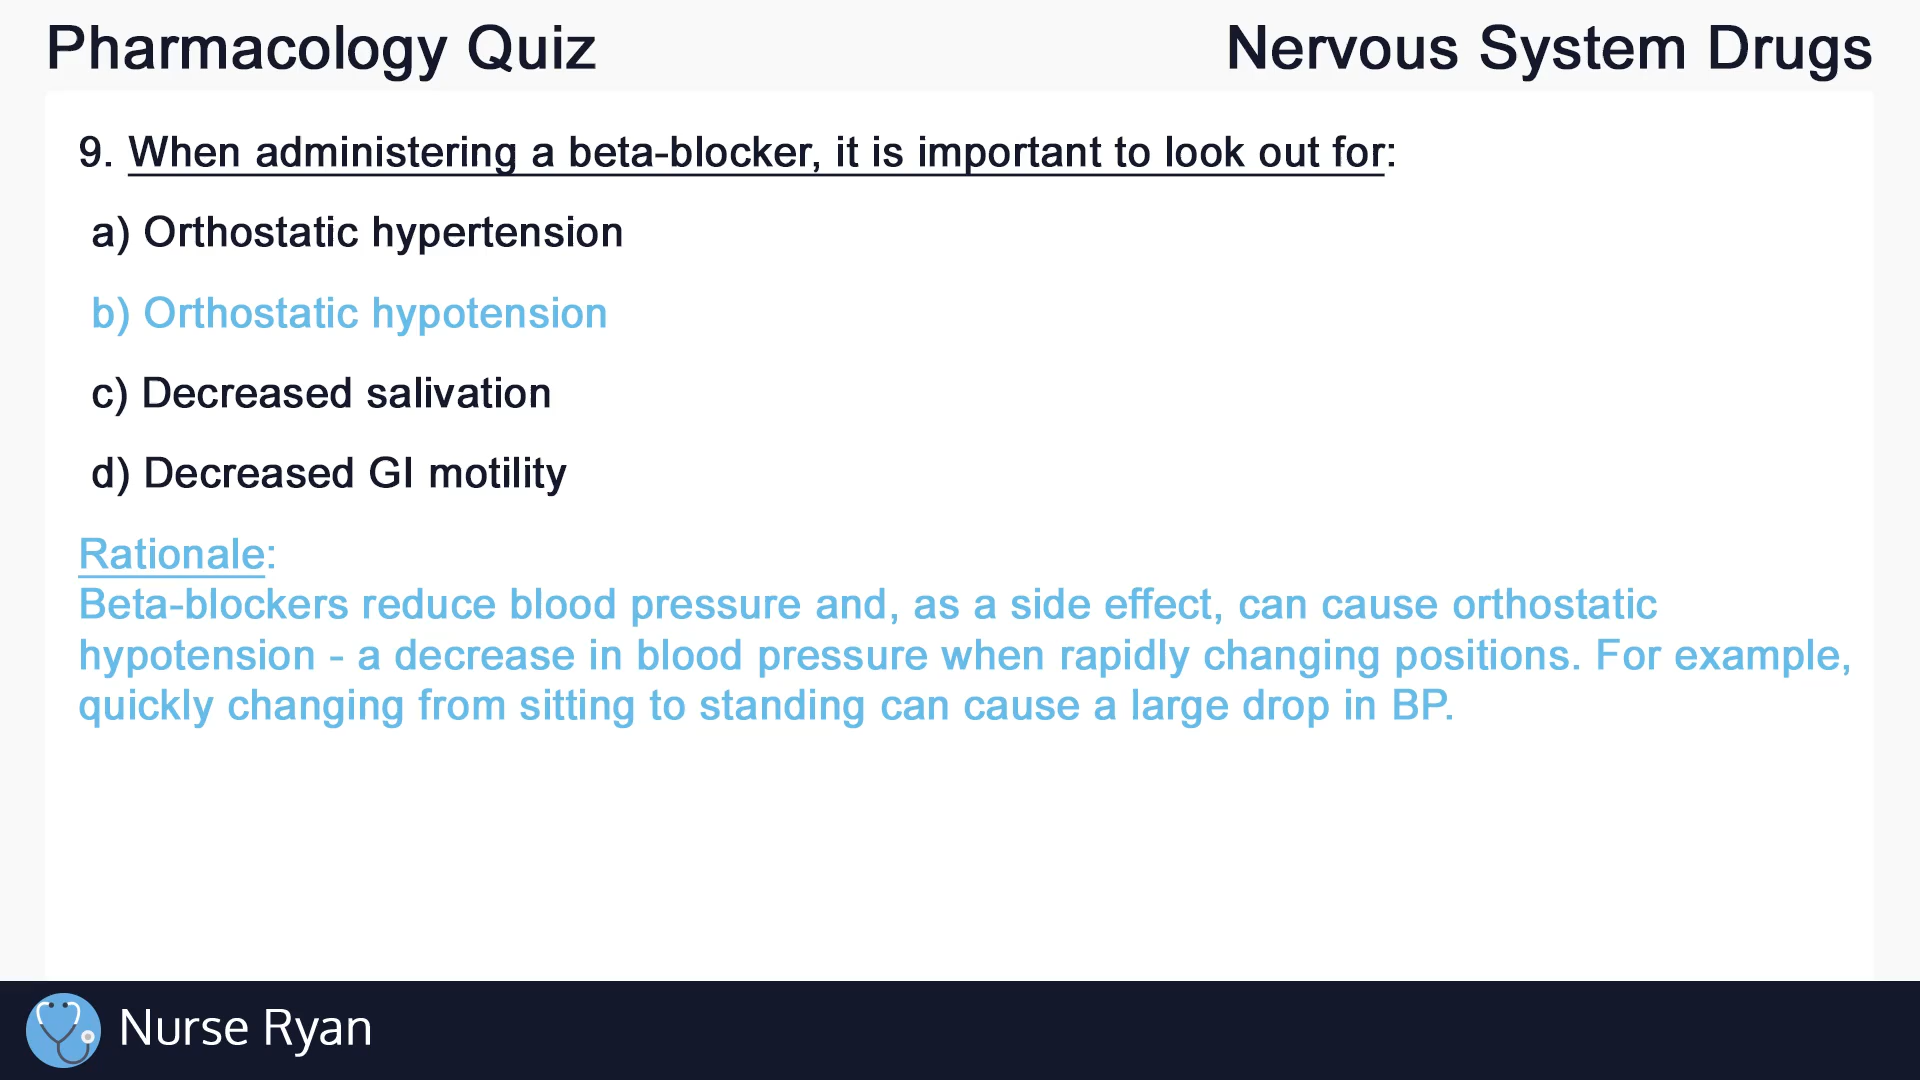 Pharmacology Quiz
Nervous System Drugs
9. When administering a beta-blocker, it is important to look out for:
a) Orthostatic hypertension
b) Orthostatic hypotension
c) Decreased salivation
d) Decreased GI motility
Rationale:
Beta-blockers reduce blood pressure and, as a side effect, can cause orthostatic
hypotension - a decrease in blood pressure when rapidly changing positions. For example,
quickly changing from sitting to standing can cause a large drop in BP.
Nurse Ryan